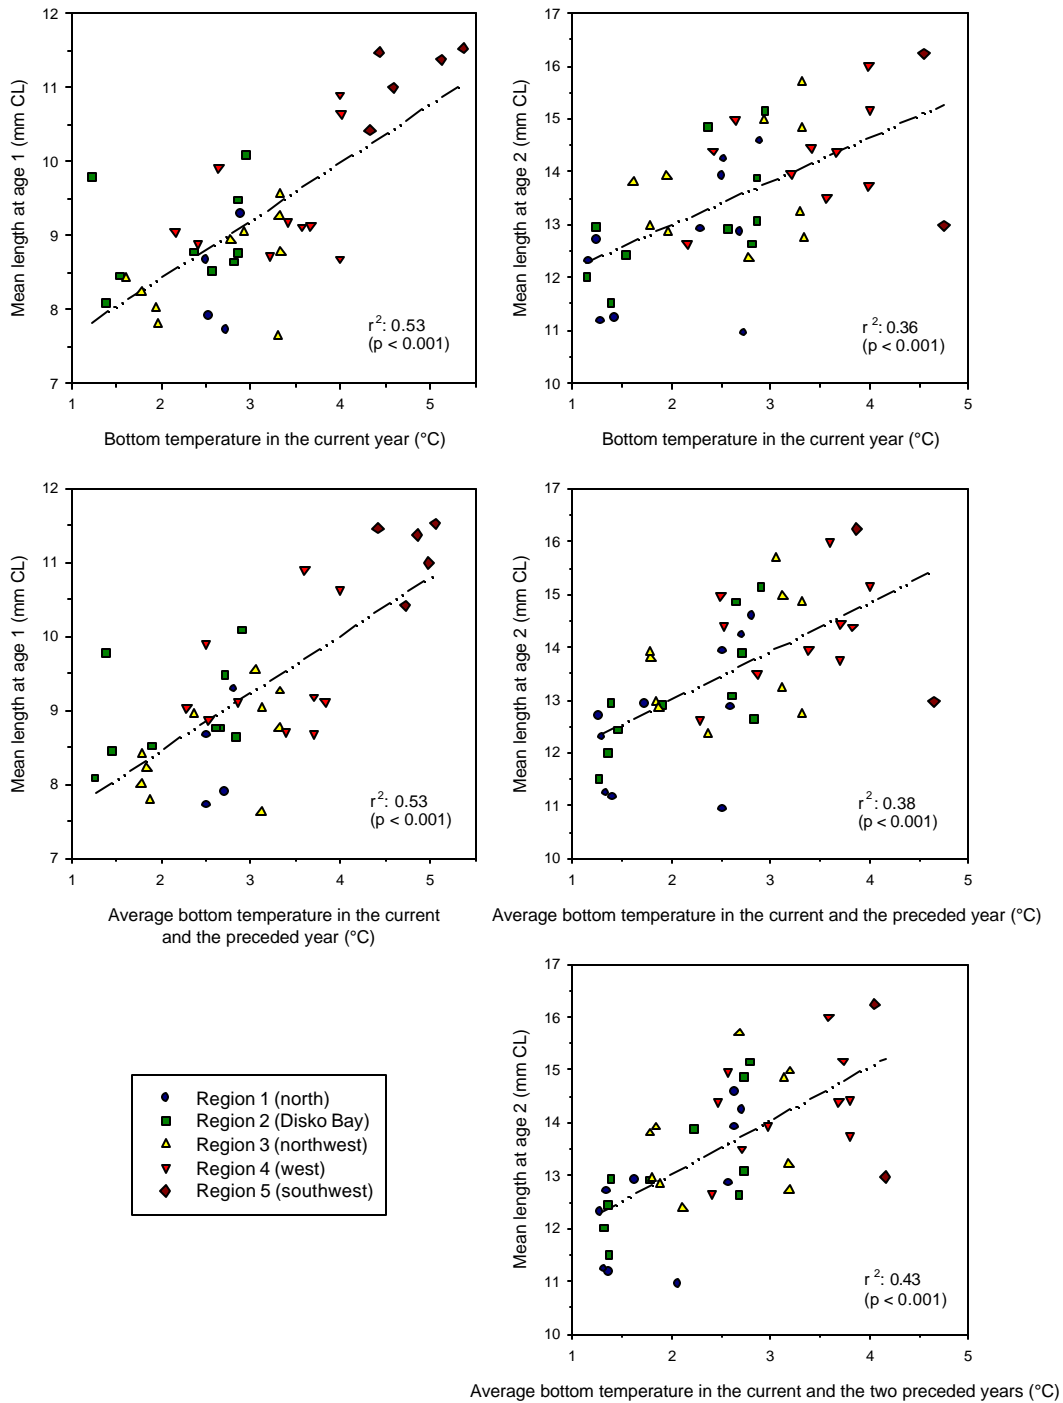 12
11
10
9
8
7
Mean length at age 1 (mm CL)
r²: 0.53
(p < 0.001)
1 2 3 4 5
Bottom temperature in the current year (°C)
17
16
15
14
13
12
11
10
Mean length at age 2 (mm CL)
r²: 0.36
(p < 0.001)
1 2 3 4 5
Bottom temperature in the current year (°C)
12
11
10
9
8
7
Mean length at age 1 (mm CL)
r²: 0.53
(p < 0.001)
1 2 3 4 5
Average bottom temperature in the current
and the preceded year (°C)
17
16
15
14
13
12
11
10
Mean length at age 2 (mm CL)
r²: 0.38
(p < 0.001)
1 2 3 4 5
Average bottom temperature in the current and the preceded year (°C)
Region 1 (north)
Region 2 (Disko Bay)
Region 3 (northwest)
Region 4 (west)
Region 5 (southwest)
17
16
15
14
13
12
11
10
Mean length at age 2 (mm CL)
r²: 0.43
(p < 0.001)
1 2 3 4 5
Average bottom temperature in the current and the two preceded years (°C)